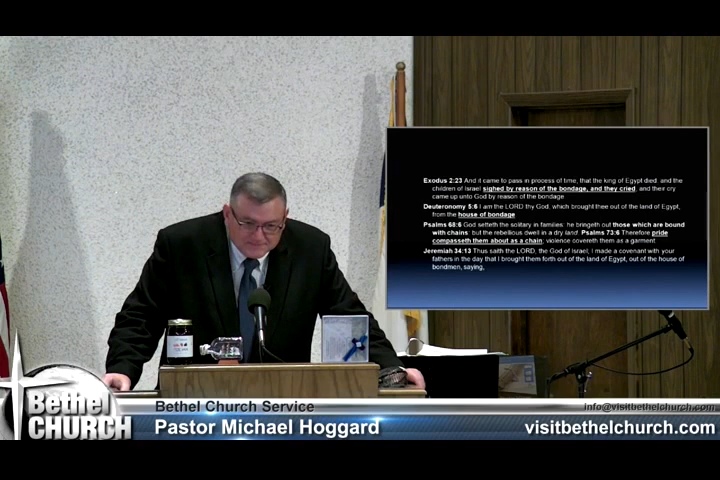 Exodus 2:23 And it came to pass in process of time, that the king of Egypt died: and the
children of Israel sighed by reason of the bondage, and they cried, and their cry
came up unto God by reason of the bondage
Deuteronomy 5:6 I am the LORD thy God, which brought thee out of the land of Egypt,
from the house of bondage
Psalms 68:6 God setteth the solitary in families: he bringeth out those which are bound
with chains: but the rebellious dwell in a dry land. Psalms 73:6 Therefore pride
compasseth them about as a chain; violence covereth them as a garment
Jeremiah 34:13 Thus saith the LORD, the God of Israel; I made a covenant with your
fathers in the day that I brought them forth out of the land of Egypt, out of the house of
bondmen, saying,
Bethel
CHURCH
Bethel Church Service
info@visitbethelchurch.com
Pastor Michael Hoggard
visitbethelchurch.com